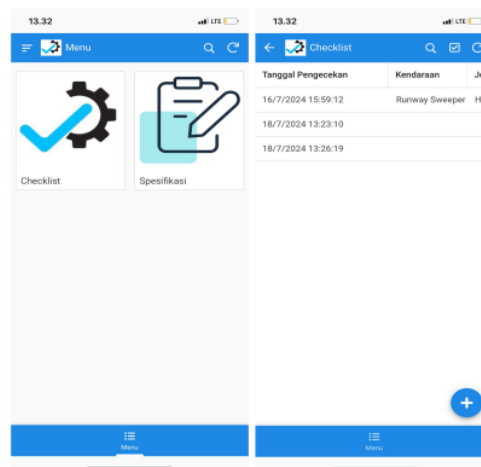 13.32
LTE
Menu
Checklist
Spesifikasi
Menu
13.32
LTE
Checklist
Tanggal Pengecekan Kendaraan Je
16/7/2024 15:59:12 Runway Sweeper H
18/7/2024 13:23:10
18/7/2024 13:26:19
Menu